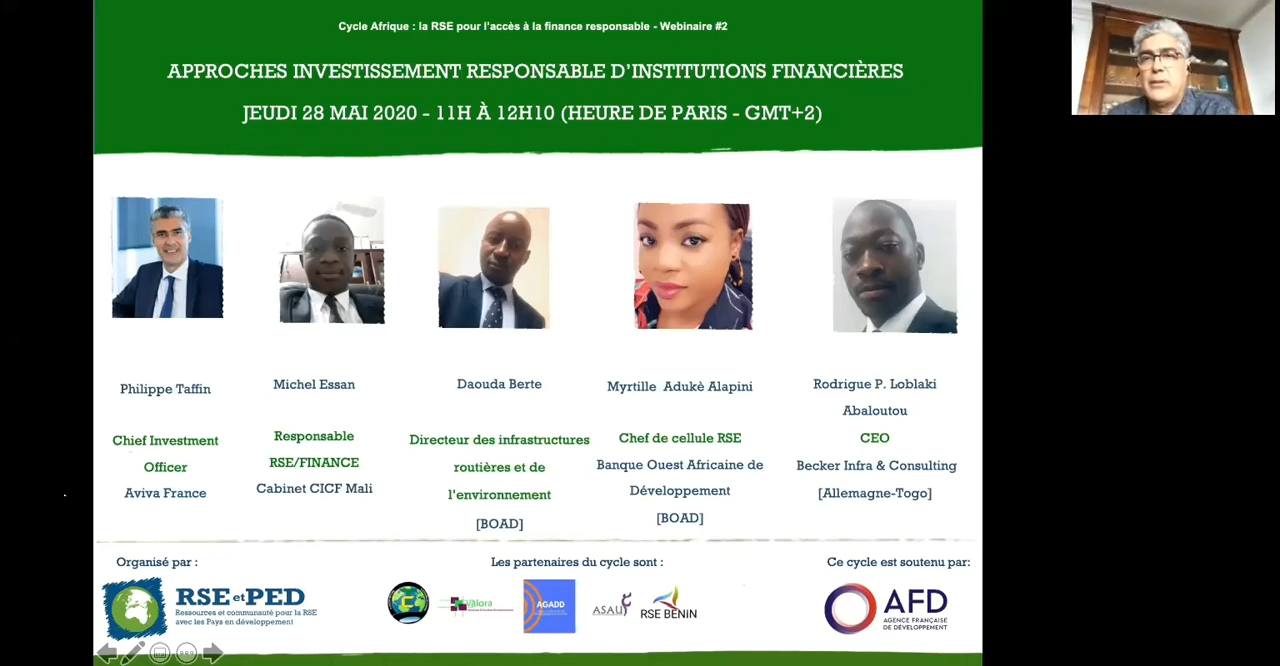 Cycle Afrique : la RSE pour l'accès à la finance responsable - Webinaire #2
APPROCHES INVESTISSEMENT RESPONSABLE D'INSTITUTIONS FINANCIÈRES
JEUDI 28 MAI 2020 - 11H À 12H10 (HEURE DE PARIS - GMT+2)
Philippe Taffin
Chief Investment
Officer
Aviva France
Michel Essan
Responsable
RSE/FINANCE
Cabinet CICF Mali
Daouda Berte
Directeur des infrastructures
routières et de
l'environnement
[BOAD]
Myrtille Adukè Alapini
Chef de cellule RSE
Banque Ouest Africaine de
Développement
[BOAD]
Rodrigue P. Loblaki
Abaloutou
CEO
Becker Infra & Consulting
[Allemagne-Togo]
Organisé par :
RSE et PED
Ressources et communauté pour la RSE
avec les Pays en développement
Les partenaires du cycle sont :
Valora
AGADD
ASAU
RSE BENIN
Ce cycle est soutenu par:
AFD
AGENCE FRANÇAISE
DE DÉVELOPPEMENT